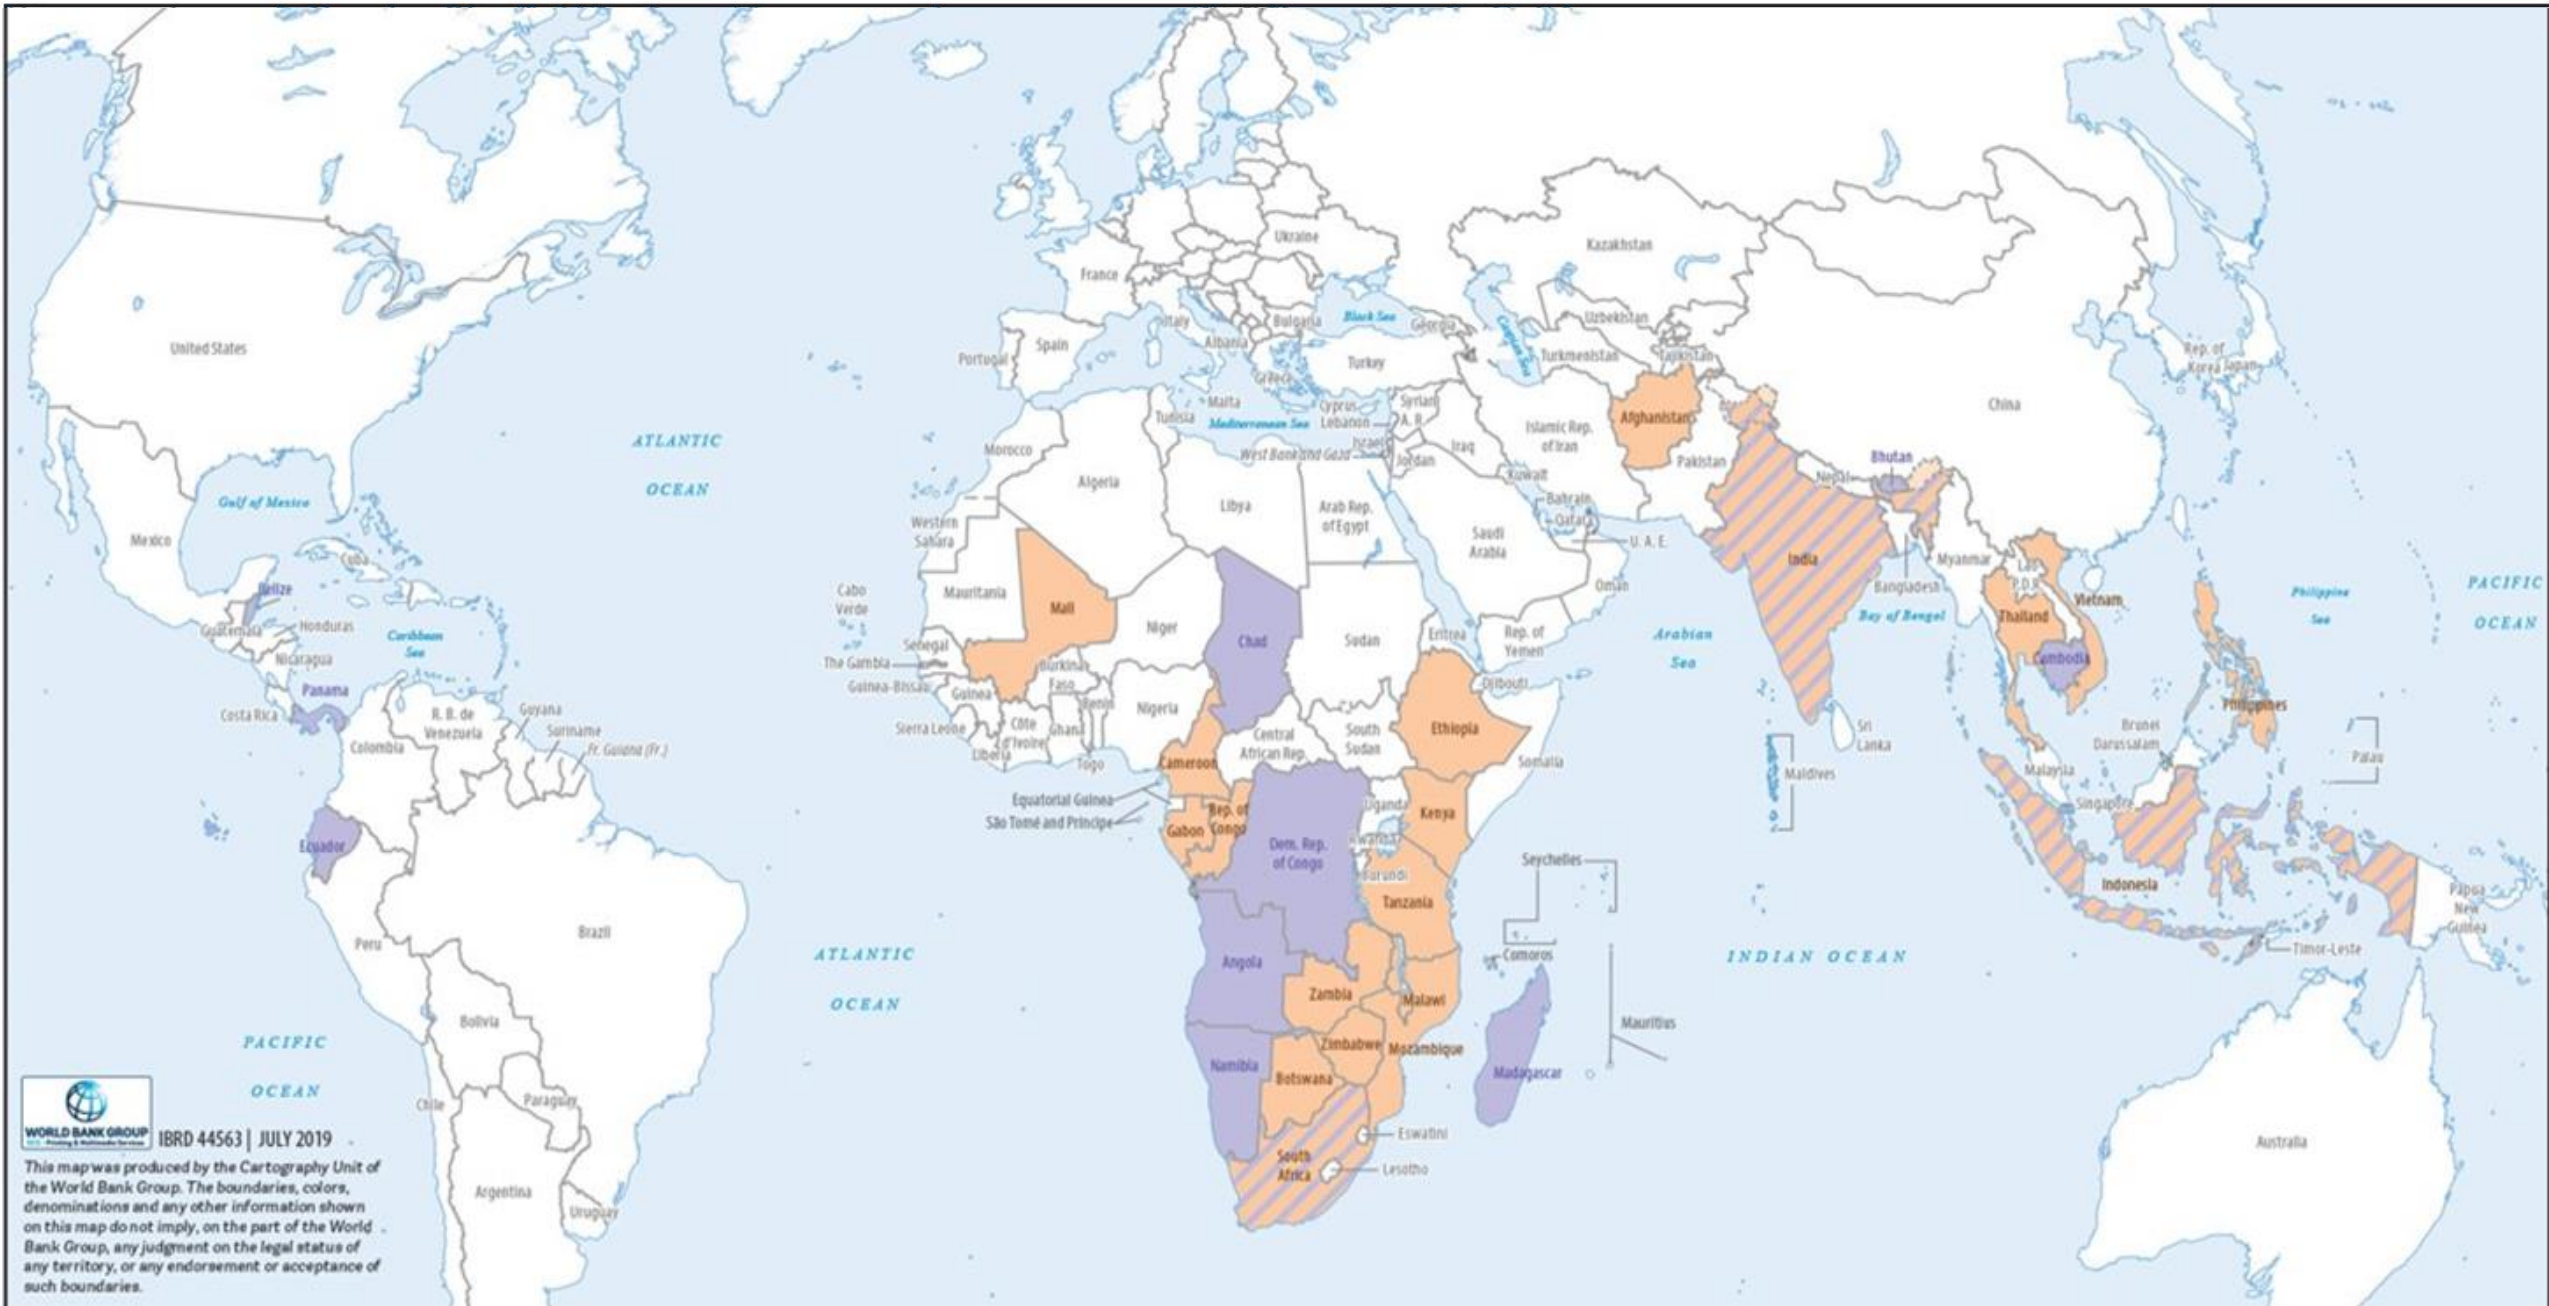 Ukraine
Kazakhstan
France
Italy
Bulgaria
Black Sea
Georgia
Caspian Sea
Uzbekistan
United States
Portugal
Spain
Albania
Greece
Turkey
Turkmenistan
Tajikistan
Rep. of
Korea
Japan
Malta
Tunisia
Mediterranean Sea
Cyprus
Lebanon
Syrian
A. R.
Afghanistan
China
ATLANTIC
OCEAN
Morocco
Israel
West Bank and Gaza
Jordan
Iraq
Islamic Rep.
of Iran
Kuwait
Pakistan
Bhutan
Nepal
Gulf of Mexico
Algeria
Libya
Arab Rep.
of Egypt
Bahrain
Qatar
Saudi
Arabia
U. A. E.
Western
Sahara
Mexico
Cuba
India
Myanmar
Lao
P.D.R.
Bangladesh
Oman
Belize
Cabo
Verde
Mauritania
Mali
Niger
Chad
Sudan
Eritrea
Rep. of
Yemen
Arabian
Sea
Bay of Bengal
Thailand
Vietnam
Philippine
Sea
PACIFIC
OCEAN
Guatemala
Honduras
Caribbean
Sea
Nicaragua
Senegal
The Gambia
Guinea-Bissau
Guinea
Burkina
Faso
Benin
Djibouti
Cambodia
Panama
Costa Rica
R. B. de
Venezuela
Guyana
Suriname
Fr. Guiana (Fr.)
Colombia
Sierra Leone
Liberia
Côte
d'Ivoire
Ghana
Togo
Nigeria
Cameroon
Central
African Rep.
South
Sudan
Ethiopia
Somalia
Sri
Lanka
Maldives
Brunei
Darussalam
Philippines
Palau
Malaysia
Singapore
Equatorial Guinea
São Tomé and Príncipe
Gabon
Rep. of
Congo
Uganda
Kenya
Rwanda
Burundi
Ecuador
Dem. Rep.
of Congo
Tanzania
Seychelles
Indonesia
Papua
New
Guinea
Timor-Leste
Peru
Brazil
ATLANTIC
OCEAN
Angola
Zambia
Malawi
Comoros
INDIAN OCEAN
Bolivia
Mauritius
PACIFIC
OCEAN
Namibia
Zimbabwe
Mozambique
Botswana
Madagascar
Chile
Paraguay
Eswatini
South
Africa
Lesotho
Australia
Argentina
Uruguay
WORLD BANK GROUP
IBRD 44563 | JULY 2019
This map was produced by the Cartography Unit of
the World Bank Group. The boundaries, colors,
denominations and any other information shown
on this map do not imply, on the part of the World
Bank Group, any judgment on the legal status of
any territory, or any endorsement or acceptance of
such boundaries.